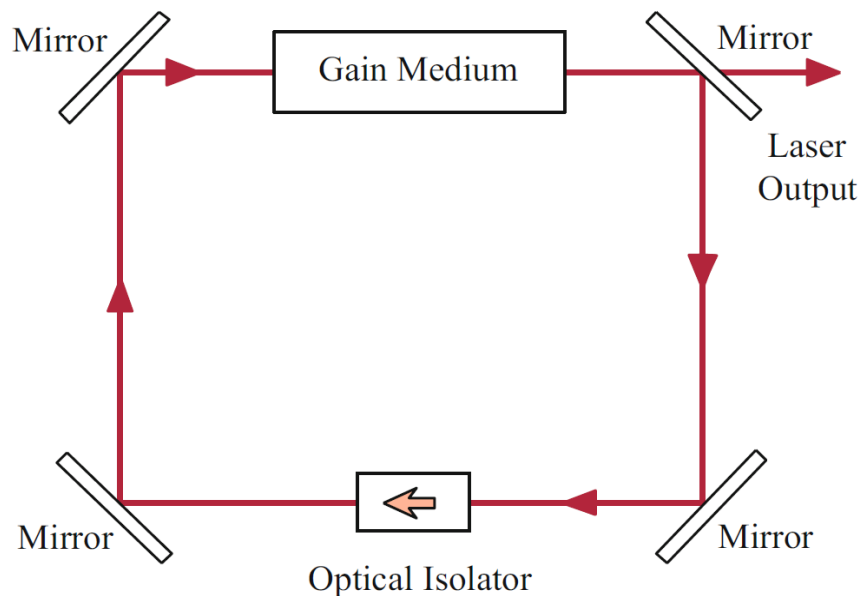 Mirror
Gain Medium
Mirror
Laser
Output
Mirror
Optical Isolator
Mirror